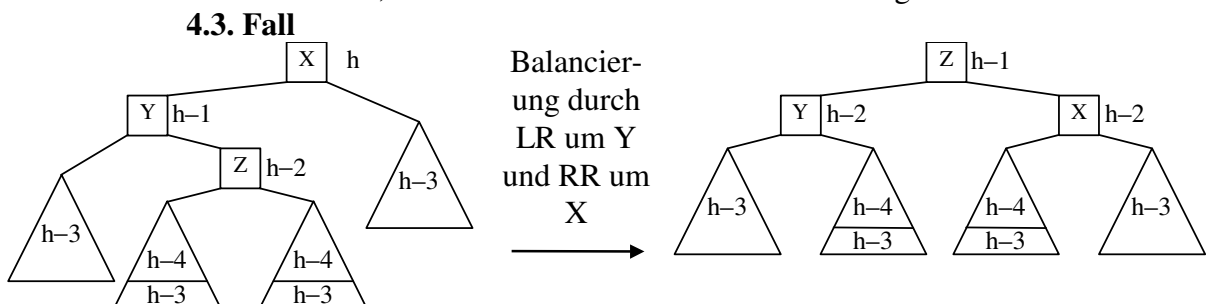 4.3. Fall
X h
Z h–1
Balancier-
ung durch
LR um Y
und RR um
X
Y h–1
Y h–2
X h–2
Z h–2
h–3
h–3
h–4
h–3
h–4
h–3
h–3
h–4
h–3
h–4
h–3
h–3